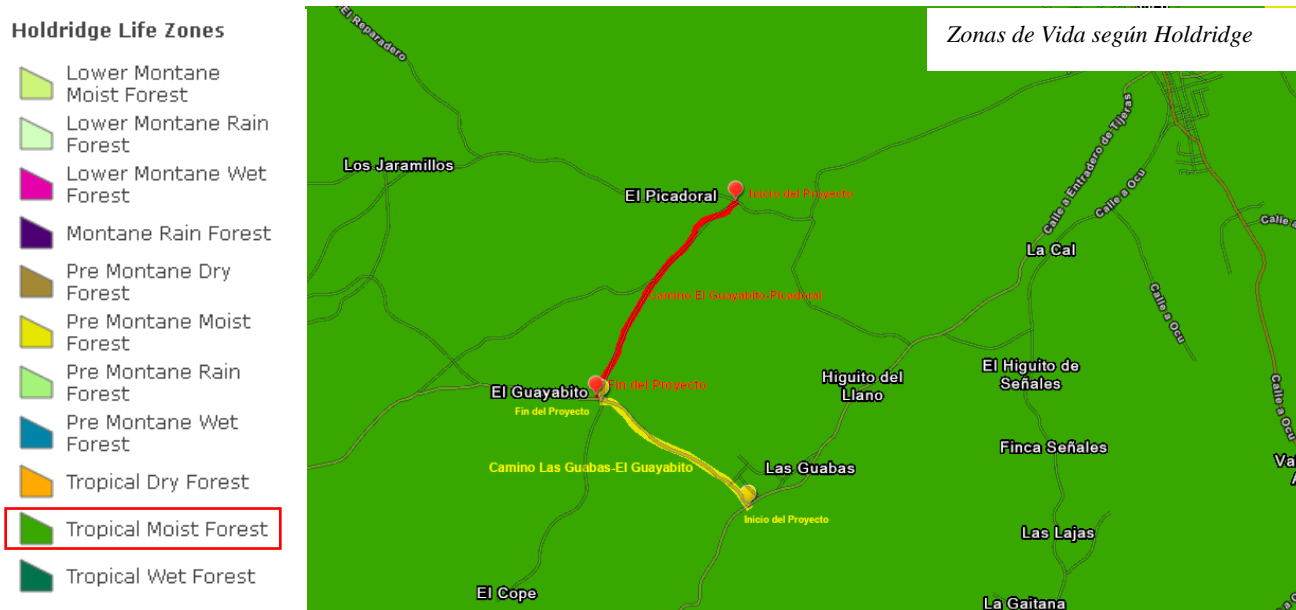 Holdridge Life Zones
Lower Montane
Moist Forest
Lower Montane Rain
Forest
Lower Montane Wet
Forest
Montane Rain Forest
Pre Montane Dry
Forest
Pre Montane Moist
Forest
Pre Montane Rain
Forest
Pre Montane Wet
Forest
Tropical Dry Forest
Tropical Moist Forest
Tropical Wet Forest
Zonas de Vida según Holdridge
El Reparadero
Los Jaramillos
El Picadoral
Inicio del Proyecto
Calle a Entradero de Tijeras
Calle a Ocu
Calle a
La Cal
Camino El Guayabito-Picadoral
Calle a Ocu
El Guayabito
Fin del Proyecto
Fin del Proyecto
Higuito del
Llano
El Higuito de
Señales
Calle a Ocu
Camino Las Guabas-El Guayabito
Las Guabas
Finca Señales
Inicio del Proyecto
Las Lajas
El Cope
La Gaitana